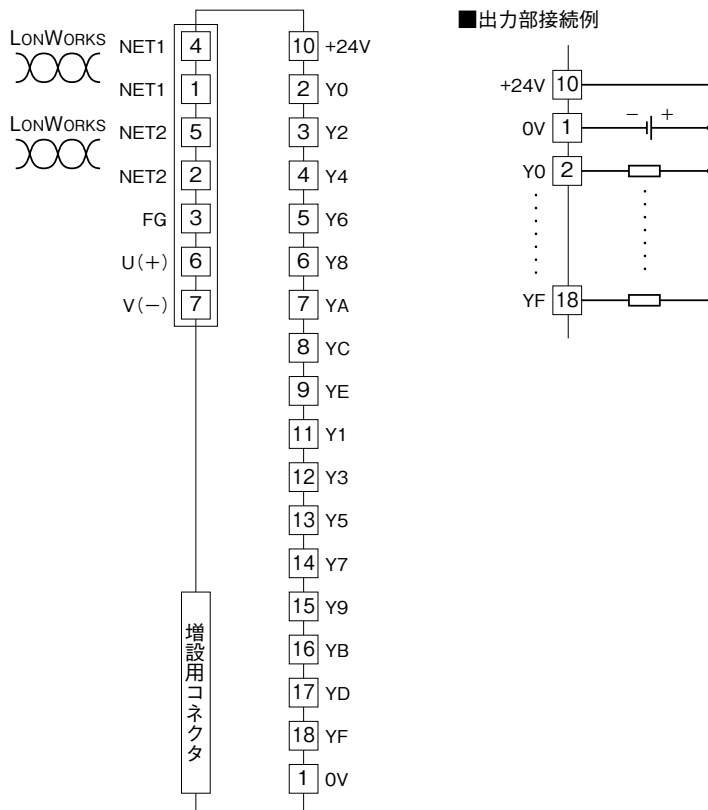 LONWORKS
NET1 4
NET1 1
LONWORKS
NET2 5
NET2 2
FG 3
U(+) 6
V(−) 7
増設用コネクタ
10 +24V
2 Y0
3 Y2
4 Y4
5 Y6
6 Y8
7 YA
8 YC
9 YE
11 Y1
12 Y3
13 Y5
14 Y7
15 Y9
16 YB
17 YD
18 YF
1 0V
■出力部接続例
+24V 10
0V 1 − +
Y0 2
YF 18